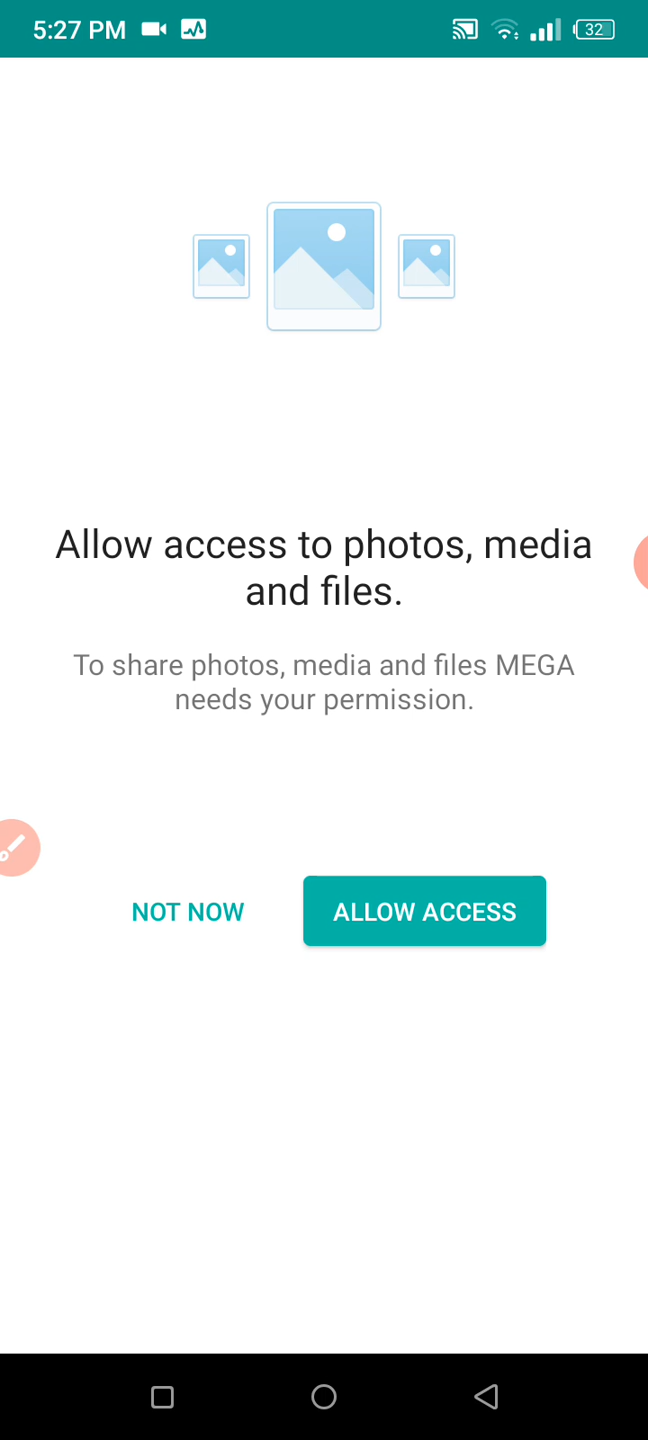 5:27 PM
32
Allow access to photos, media
and files.
To share photos, media and files MEGA
needs your permission.
NOT NOW
ALLOW ACCESS